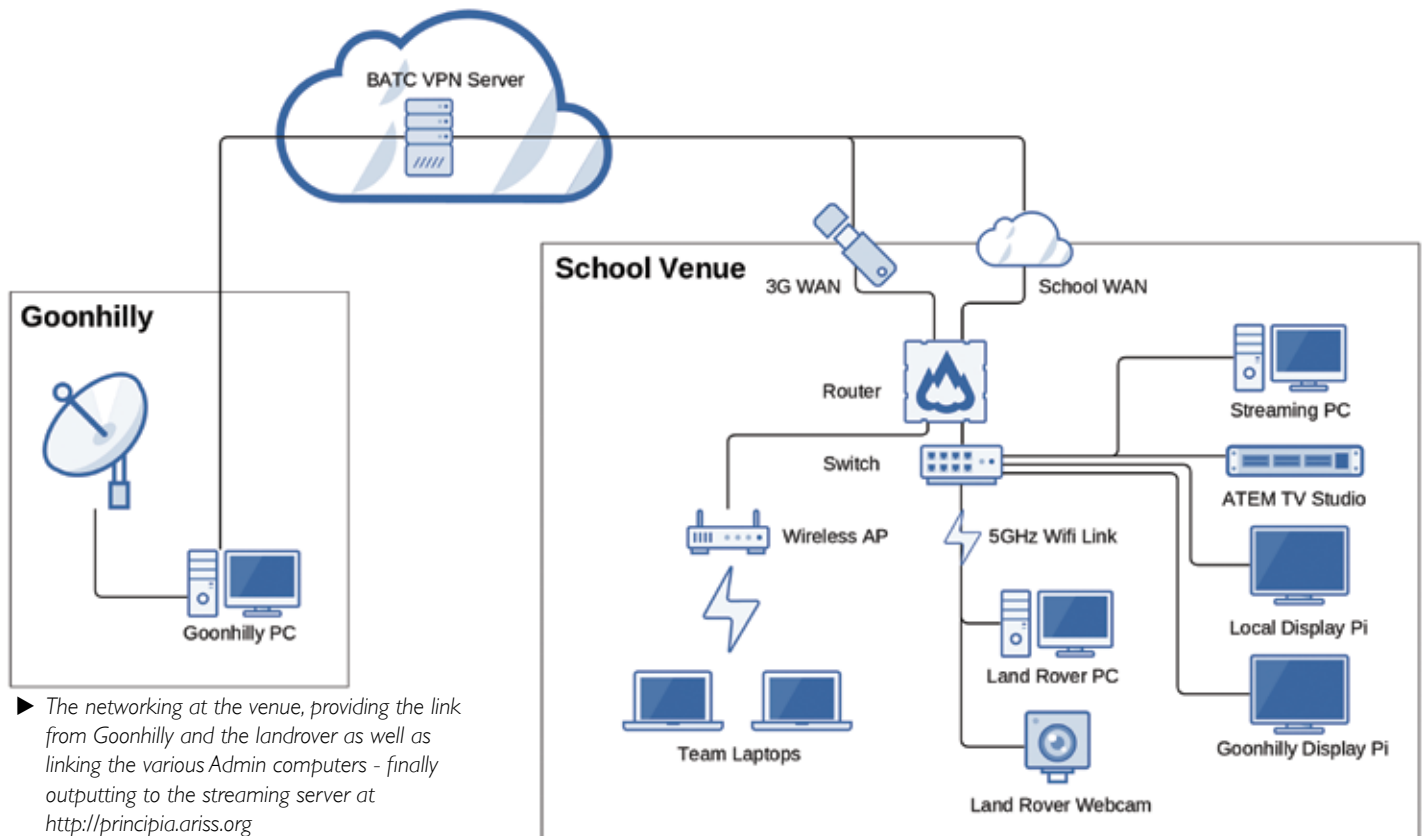 BATC VPN Server
School Venue
3G WAN
School WAN
Goonhilly
Router
Streaming PC
Switch
ATEM TV Studio
Wireless AP
5GHz Wifi Link
Goonhilly PC
Local Display Pi
Land Rover PC
Team Laptops
Goonhilly Display Pi
Land Rover Webcam
▶ The networking at the venue, providing the link
from Goonhilly and the landrover as well as
linking the various Admin computers - finally
outputting to the streaming server at
http://principia.ariss.org